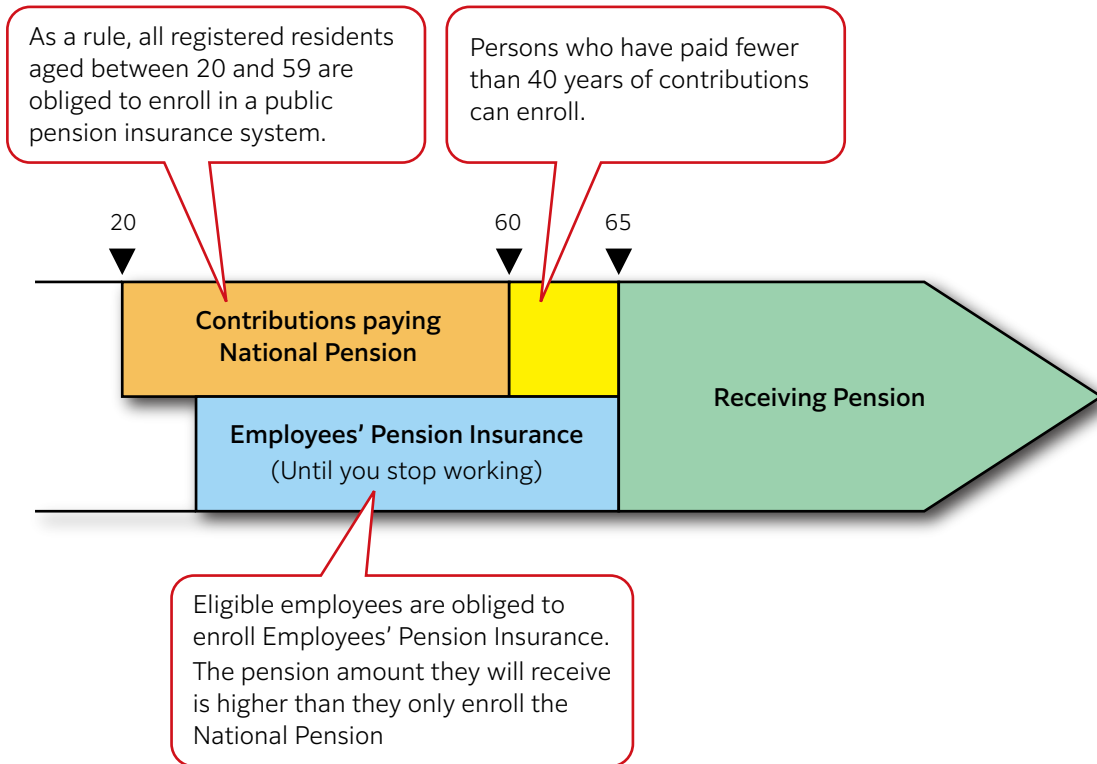 As a rule, all registered residents
aged between 20 and 59 are
obliged to enroll in a public
pension insurance system.
Persons who have paid fewer
than 40 years of contributions
can enroll.
20
60
65
Contributions paying
National Pension
Receiving Pension
Employees’ Pension Insurance
(Until you stop working)
Eligible employees are obliged to
enroll Employees’ Pension Insurance.
The pension amount they will receive
is higher than they only enroll the
National Pension